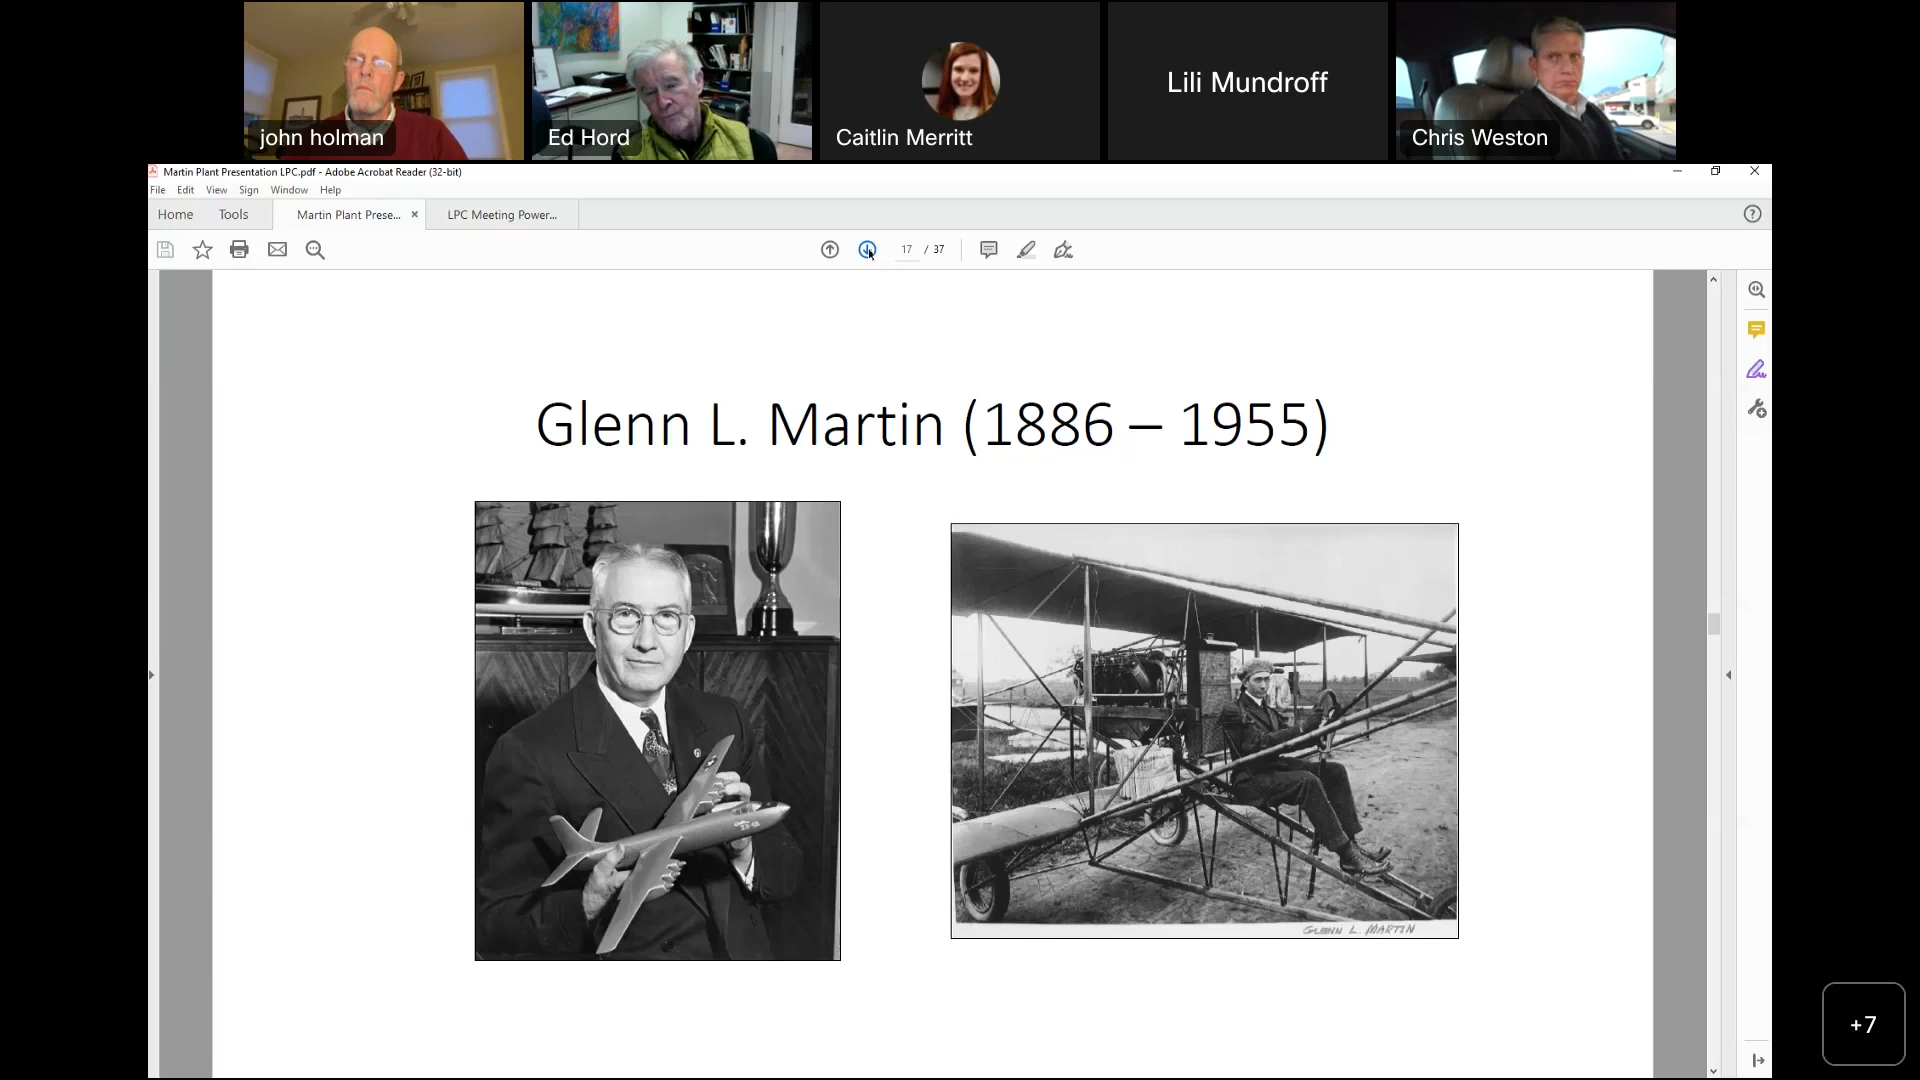 john holman
Ed Hord
Caitlin Merritt
Lili Mundroff
Chris Weston
Martin Plant Presentation LPC.pdf - Adobe Acrobat Reader (32-bit)
File Edit View Sign Window Help
Home Tools Martin Plant Prese... × LPC Meeting Power...
17 / 37
Glenn L. Martin (1886 – 1955)
GLENN L. MARTIN
+7